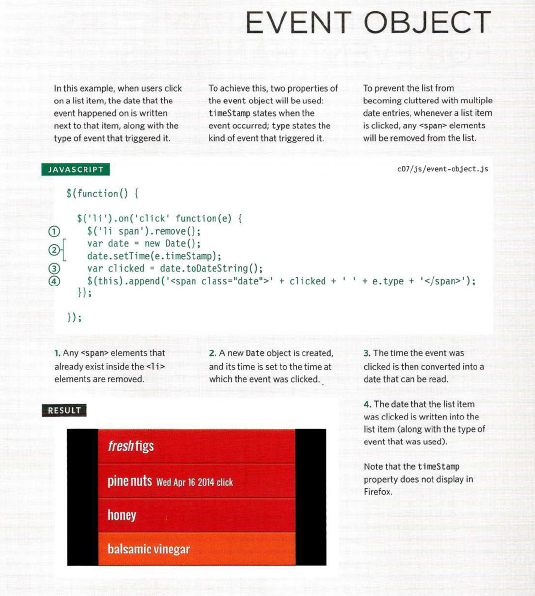 EVENT OBJECT
In this example, when users click
on a list item, the date that the
event happened on is written
next to that item, along with the
type of event that triggered it.
To achieve this, two properties of
the event object will be used:
timeStamp states when the
event occurred; type states the
kind of event that triggered it.
To prevent the list from
becoming cluttered with multiple
date entries, whenever a list item
is clicked, any <span> elements
will be removed from the list.
JAVASCRIPT
c07/js/event-object.js
$(function() {
$('li').on('click' function(e) {
1 $('li span').remove();
2 var date = new Date();
date.setTime(e.timeStamp);
3 var clicked = date.toDateString();
4 $(this).append('<span class="date">' + clicked + ' ' + e.type + '</span>');
});
});
1. Any <span> elements that
already exist inside the <li>
elements are removed.
2. A new Date object is created,
and its time is set to the time at
which the event was clicked.
3. The time the event was
clicked is then converted into a
date that can be read.
4. The date that the list item
was clicked is written into the
list item (along with the type of
event that was used).
Note that the timeStamp
property does not display in
Firefox.
RESULT
fresh figs
pine nuts Wed Apr 16 2014 click
honey
balsamic vinegar